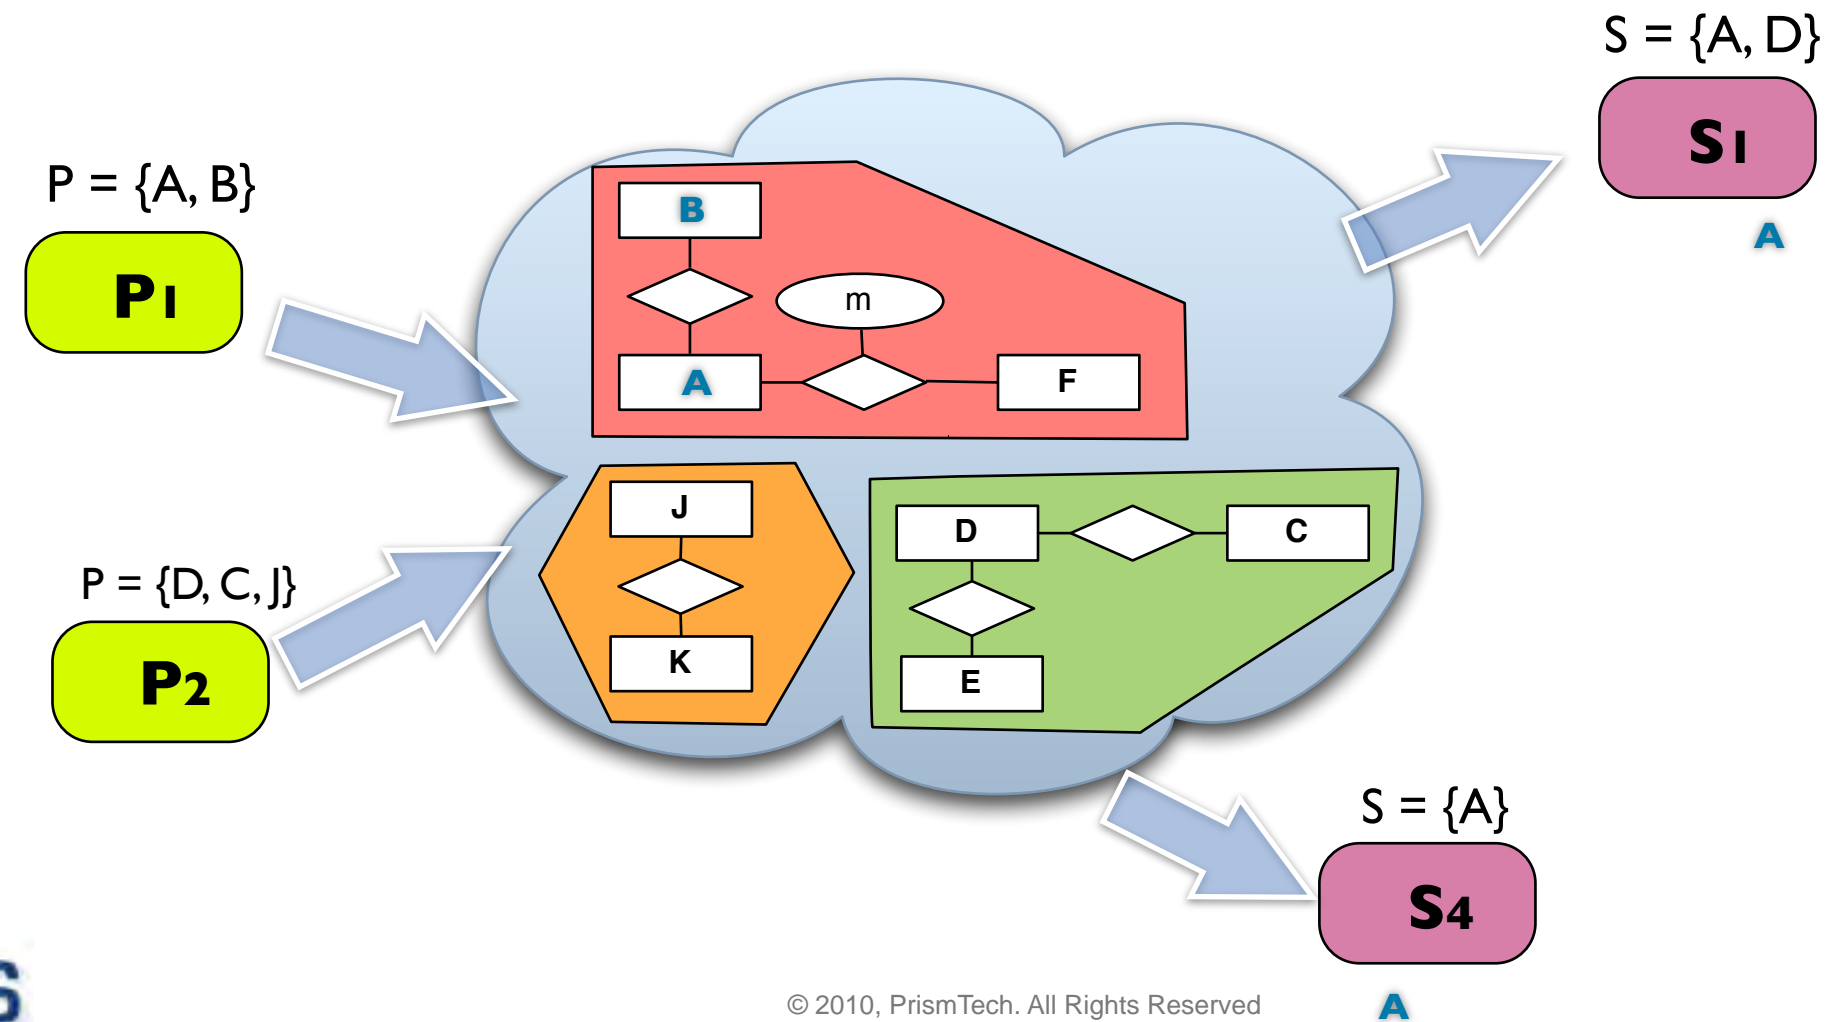 S = {A, D}
S1
A
P = {A, B}
P1
B
m
A
F
J
D
C
P = {D, C, J}
P2
K
E
S = {A}
S4
A
© 2010, PrismTech. All Rights Reserved